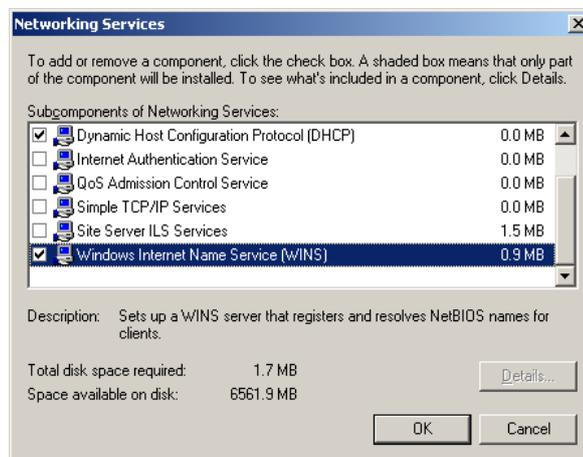 Networking Services
To add or remove a component, click the check box. A shaded box means that only part
of the component will be installed. To see what's included in a component, click Details.
Subcomponents of Networking Services:
Dynamic Host Configuration Protocol (DHCP) 0.0 MB
Internet Authentication Service 0.0 MB
QoS Admission Control Service 0.0 MB
Simple TCP/IP Services 0.0 MB
Site Server ILS Services 1.5 MB
Windows Internet Name Service (WINS) 0.9 MB
Description: Sets up a WINS server that registers and resolves NetBIOS names for
clients.
Total disk space required: 1.7 MB
Space available on disk: 6561.9 MB
Details...
OK Cancel